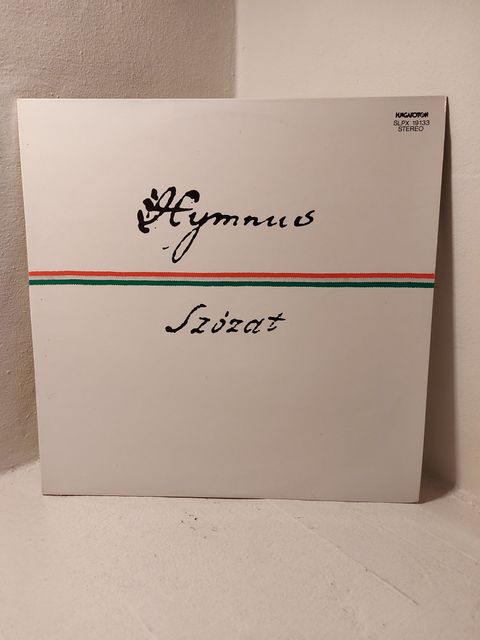 HUNGAROTON
SLPX 19133
STEREO
Hymnus
Szózat